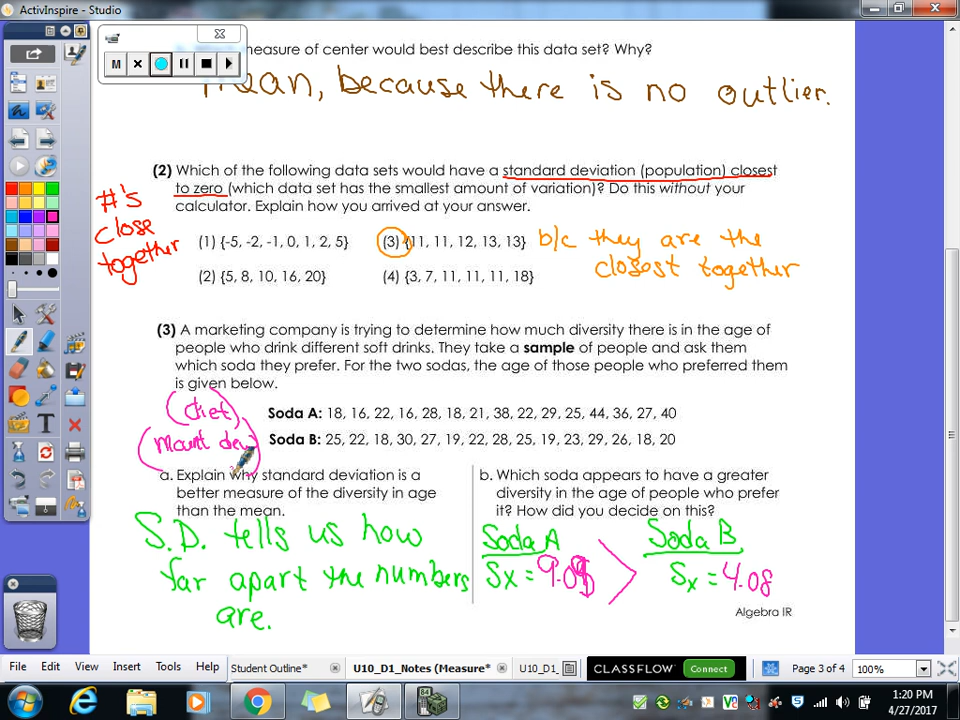 ActivInspire - Studio
measure of center would best describe this data set? Why?
mean, because there is no outlier.
(2) Which of the following data sets would have a standard deviation (population) closest
to zero (which data set has the smallest amount of variation)? Do this without your
calculator. Explain how you arrived at your answer.
#'s
close
together
(1) {-5, -2, -1, 0, 1, 2, 5}
(3) {11, 11, 12, 13, 13}
b/c they are the
closest together
(2) {5, 8, 10, 16, 20}
(4) {3, 7, 11, 11, 11, 18}
(3) A marketing company is trying to determine how much diversity there is in the age of
people who drink different soft drinks. They take a sample of people and ask them
which soda they prefer. For the two sodas, the age of those people who preferred them
is given below.
(diet)
Soda A: 18, 16, 22, 16, 28, 18, 21, 38, 22, 29, 25, 44, 36, 27, 40
(Mount dew)
Soda B: 25, 22, 18, 30, 27, 19, 22, 28, 25, 19, 23, 29, 26, 18, 20
a. Explain why standard deviation is a
better measure of the diversity in age
than the mean.
S.D. tells us how
far apart the numbers
are.
b. Which soda appears to have a greater
diversity in the age of people who prefer
it? How did you decide on this?
Soda A
Sx = 9.09
>
Soda B
Sx = 4.08
Algebra IR
File Edit View Insert Tools Help
Student Outline*
U10_D1_Notes (Measure*
U10_D1_
CLASSFLOW Connect
Page 3 of 4
100%
1:20 PM
4/27/2017